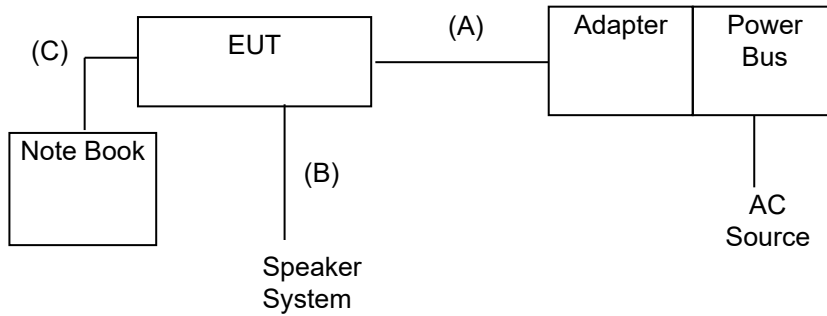 (C)
EUT
(A)
Adapter
Power
Bus
Note Book
(B)
AC
Source
Speaker
System